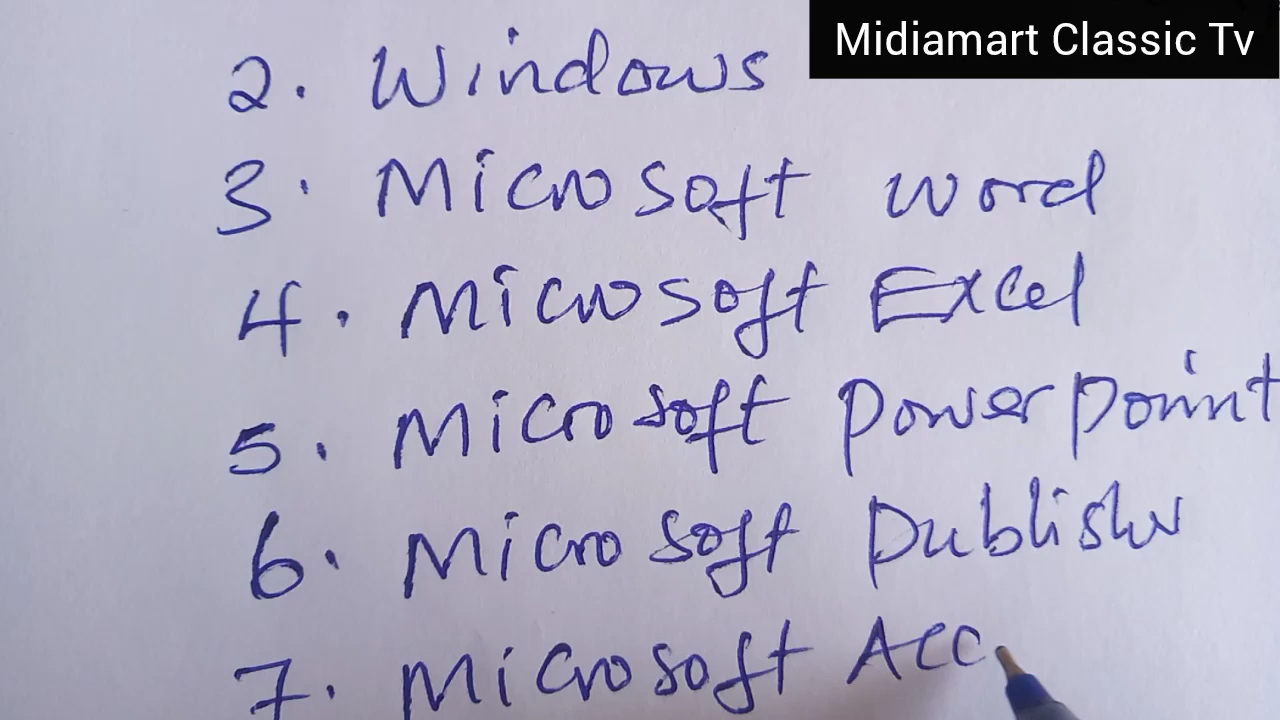 Midiamart Classic Tv
2. Windows
3. Microsoft word
4. Microsoft Excel
5. Microsoft PowerPoint
6. Microsoft Publisher
7. Microsoft Acc